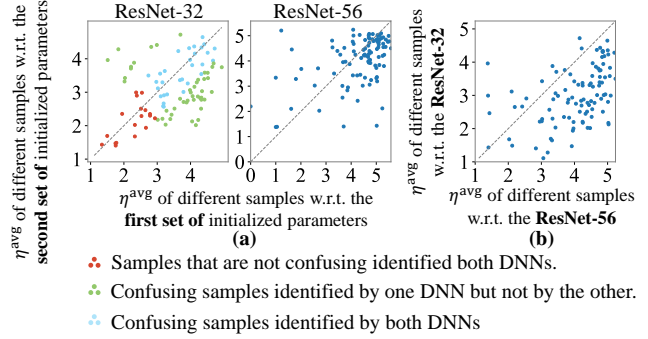 ResNet-32
ResNet-56
η^avg of different samples w.r.t. the
second set of initialized parameters
4
3
2
1
1 2 3 4
5
4
3
2
1
0
0 1 2 3 4 5
η^avg of different samples w.r.t. the
first set of initialized parameters
(a)
η^avg of different samples
w.r.t. the ResNet-32
5
4
3
2
1
1 2 3 4 5
η^avg of different samples
w.r.t. the ResNet-56
(b)
Samples that are not confusing identified both DNNs.
Confusing samples identified by one DNN but not by the other.
Confusing samples identified by both DNNs